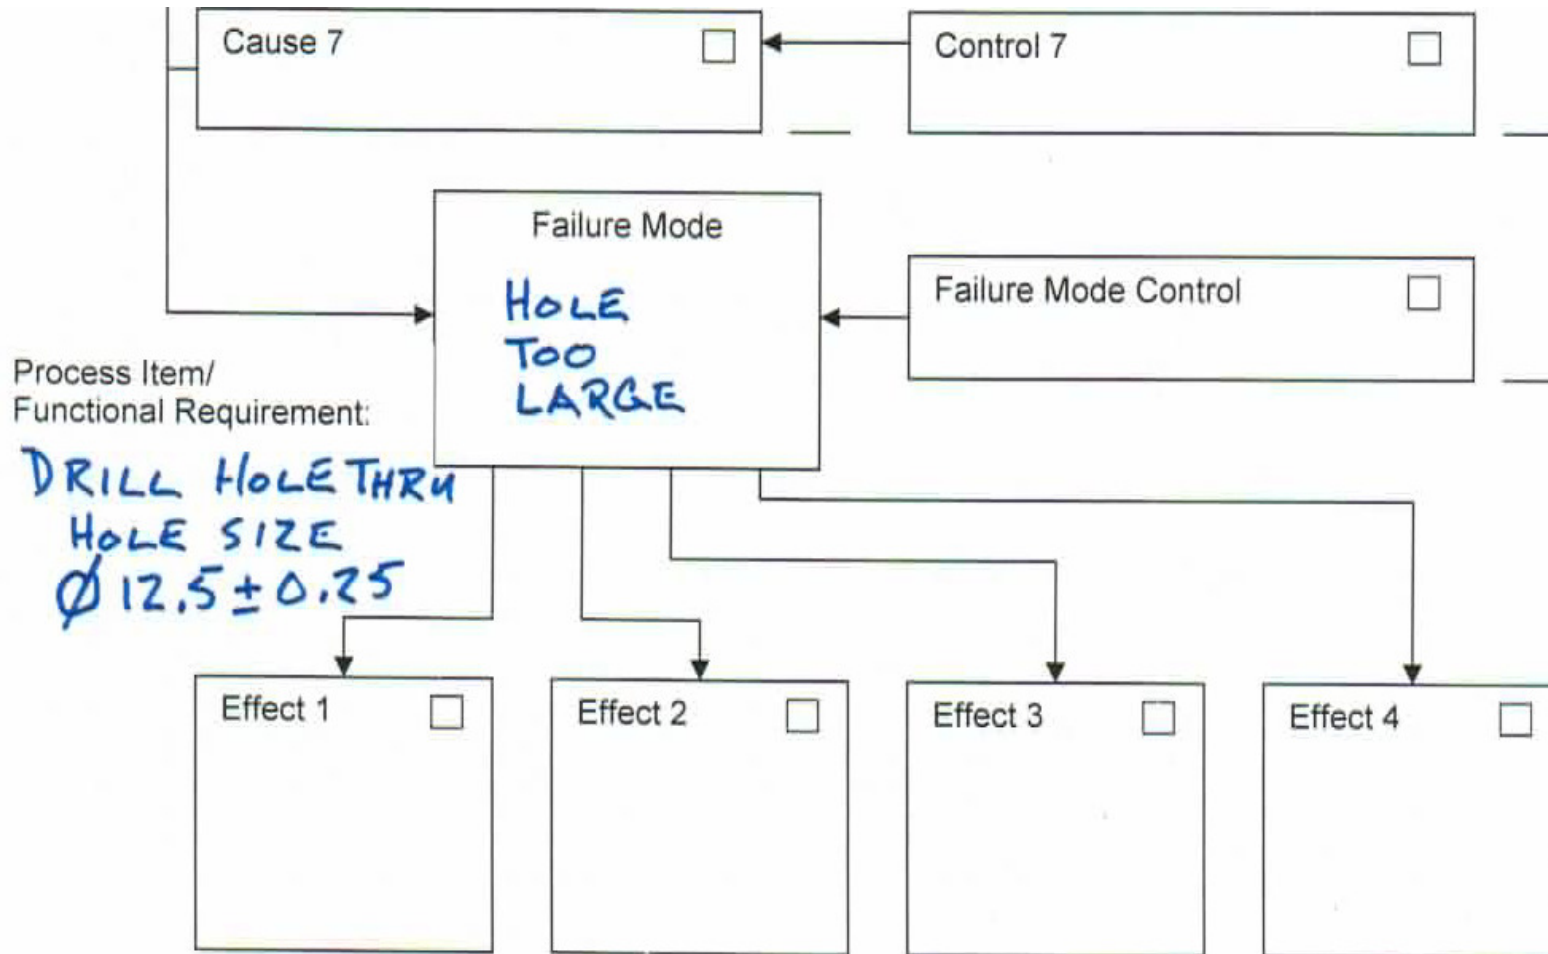 Cause 7
Control 7
Failure Mode
HOLE
TOO
LARGE
Failure Mode Control
Process Item/
Functional Requirement:
DRILL HOLE THRU
HOLE SIZE
Ø 12.5 ± 0.25
Effect 1
Effect 2
Effect 3
Effect 4